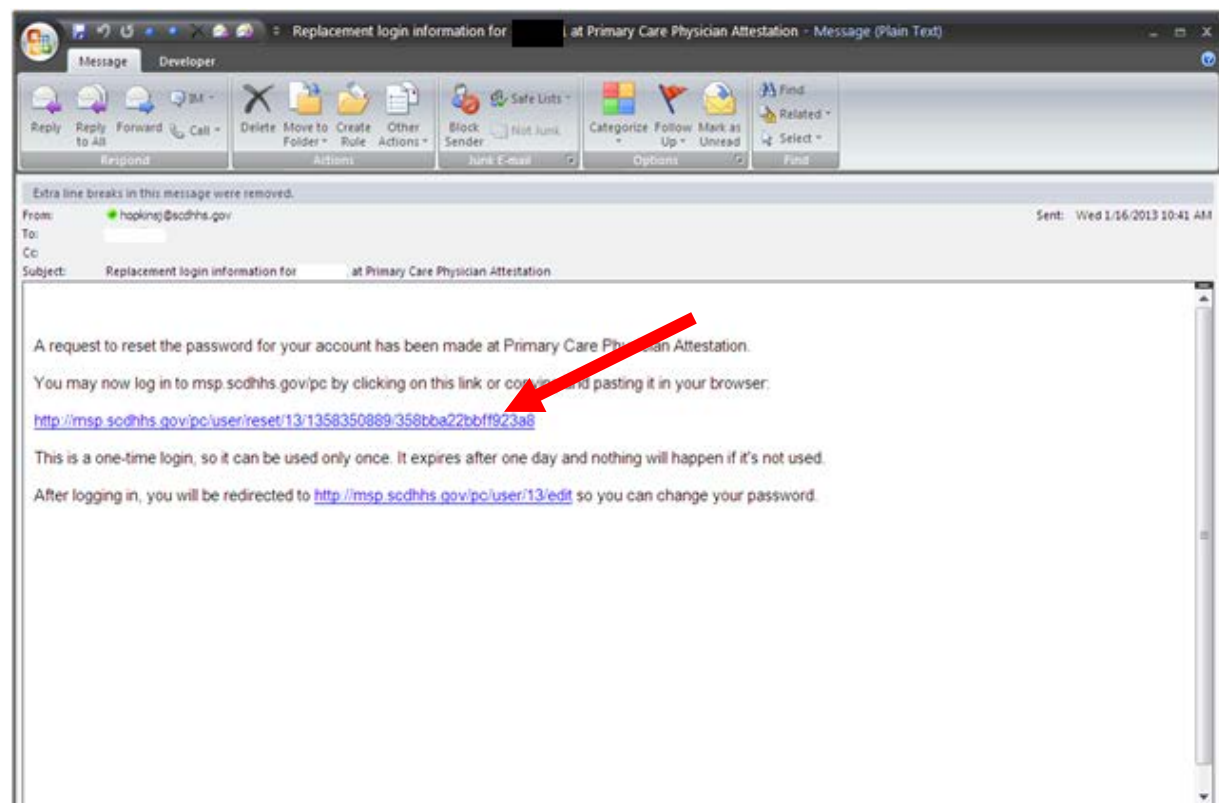 Replacement login information for at Primary Care Physician Attestation - Message (Plain Text)
Message Developer
Reply Reply to All Forward IM Call
Delete Move to Folder Create Rule Other Actions
Block Sender Safe Lists Not Junk
Categorize Follow Up Mark as Unread
Find Related Select
Respond Actions Junk E-mail Options Find
Extra line breaks in this message were removed.
From: hopkinsj@scdhhs.gov Sent: Wed 1/16/2013 10:41 AM
To:
Cc:
Subject: Replacement login information for at Primary Care Physician Attestation
A request to reset the password for your account has been made at Primary Care Physician Attestation.
You may now log in to msp.scdhhs.gov/pc by clicking on this link or copying and pasting it in your browser:
http://msp.scdhhs.gov/pc/user/reset/13/1358350889/358bba22bbff923a8
This is a one-time login, so it can be used only once. It expires after one day and nothing will happen if it's not used.
After logging in, you will be redirected to http://msp.scdhhs.gov/pc/user/13/edit so you can change your password.